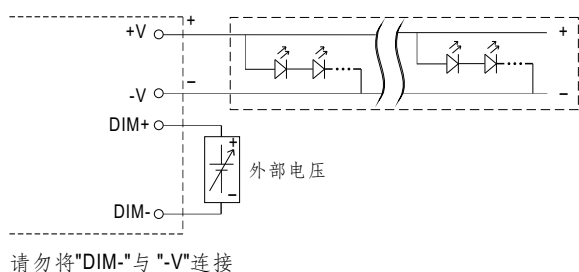 +V
+
+
-V
−
−
DIM+
+
外部电压
−
DIM-
请勿将"DIM-"与 "-V"连接